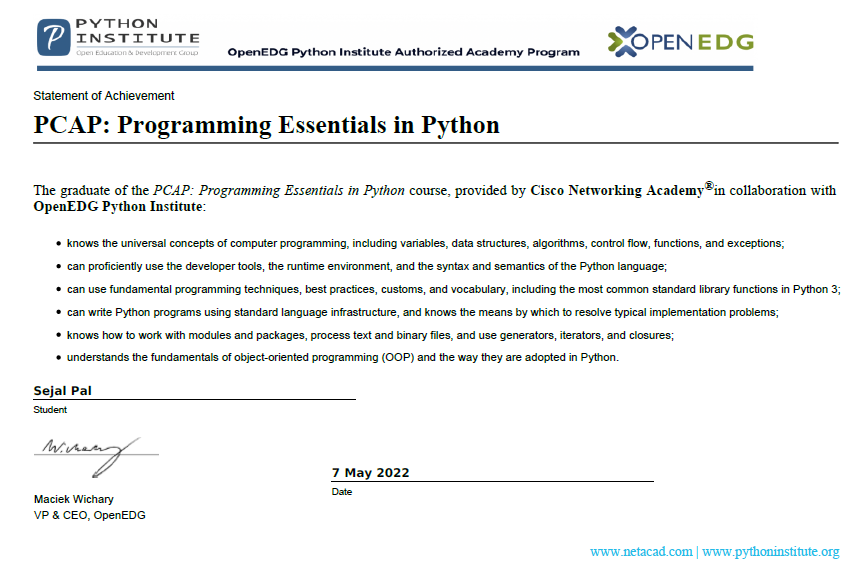 PYTHON
INSTITUTE
Open Education & Development Group
OpenEDG Python Institute Authorized Academy Program
OPENEDG
Statement of Achievement
PCAP: Programming Essentials in Python
The graduate of the PCAP: Programming Essentials in Python course, provided by Cisco Networking Academy®in collaboration with
OpenEDG Python Institute:
• knows the universal concepts of computer programming, including variables, data structures, algorithms, control flow, functions, and exceptions;
• can proficiently use the developer tools, the runtime environment, and the syntax and semantics of the Python language;
• can use fundamental programming techniques, best practices, customs, and vocabulary, including the most common standard library functions in Python 3;
• can write Python programs using standard language infrastructure, and knows the means by which to resolve typical implementation problems;
• knows how to work with modules and packages, process text and binary files, and use generators, iterators, and closures;
• understands the fundamentals of object-oriented programming (OOP) and the way they are adopted in Python.
Sejal Pal
Student
W.Wichary
7 May 2022
Date
Maciek Wichary
VP & CEO, OpenEDG
www.netacad.com | www.pythoninstitute.org